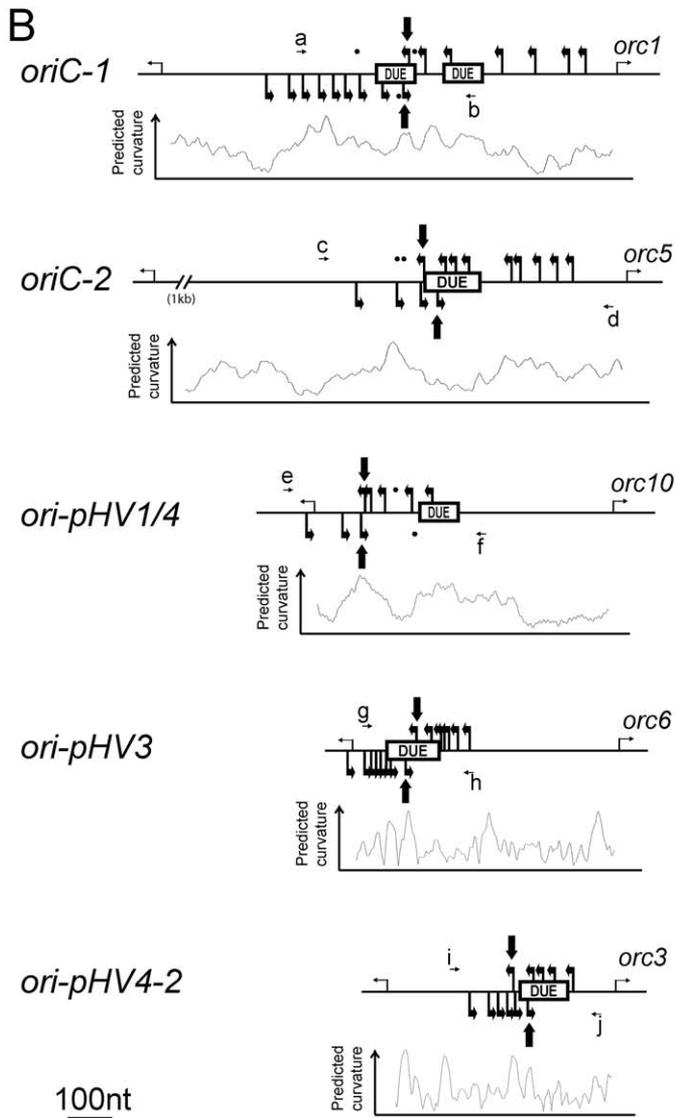 B
a
orc1
oriC-1
DUE
DUE
b
Predicted
curvature
c
orc5
oriC-2
DUE
(1kb)
d
Predicted
curvature
e
orc10
ori-pHV1/4
DUE
f
Predicted
curvature
g
orc6
ori-pHV3
DUE
h
Predicted
curvature
i
orc3
ori-pHV4-2
DUE
j
Predicted
curvature
100nt